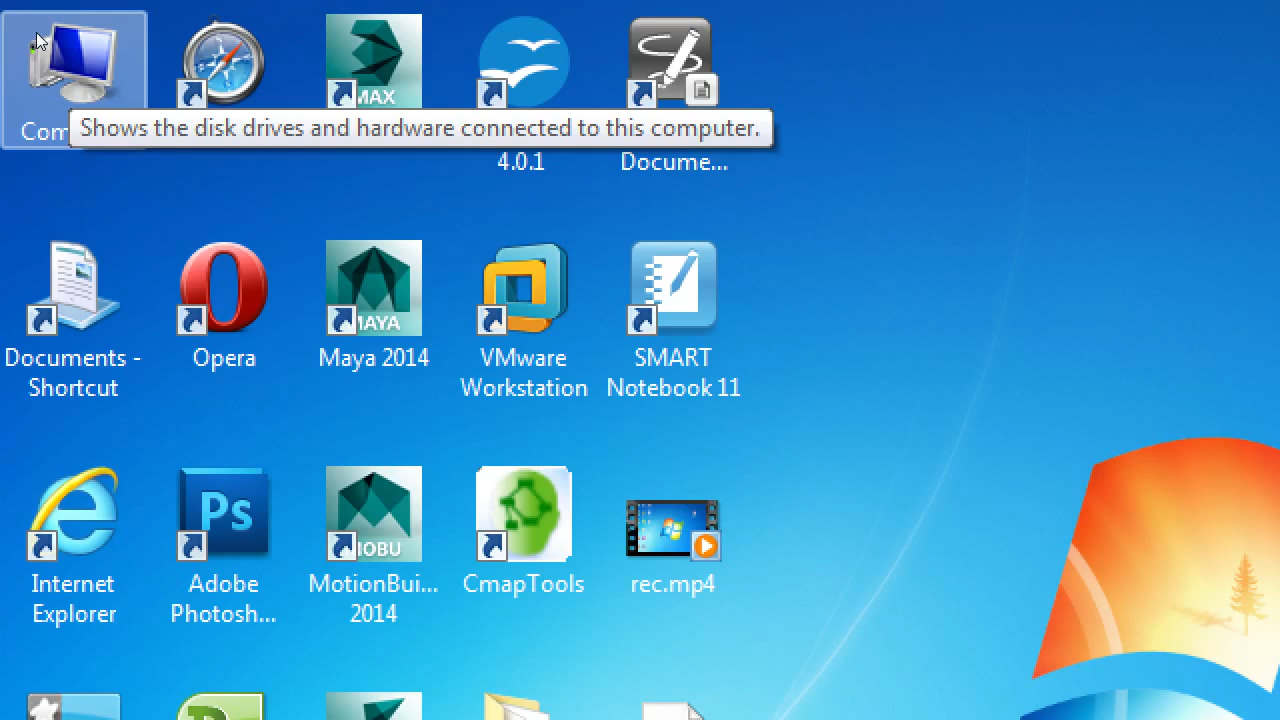 MAX
Com
Shows the disk drives and hardware connected to this computer.
4.0.1
Docume...
MAYA
Documents -
Shortcut
Opera
Maya 2014
VMware
Workstation
SMART
Notebook 11
Ps
MOBU
Internet
Explorer
Adobe
Photosh...
MotionBui...
2014
CmapTools
rec.mp4